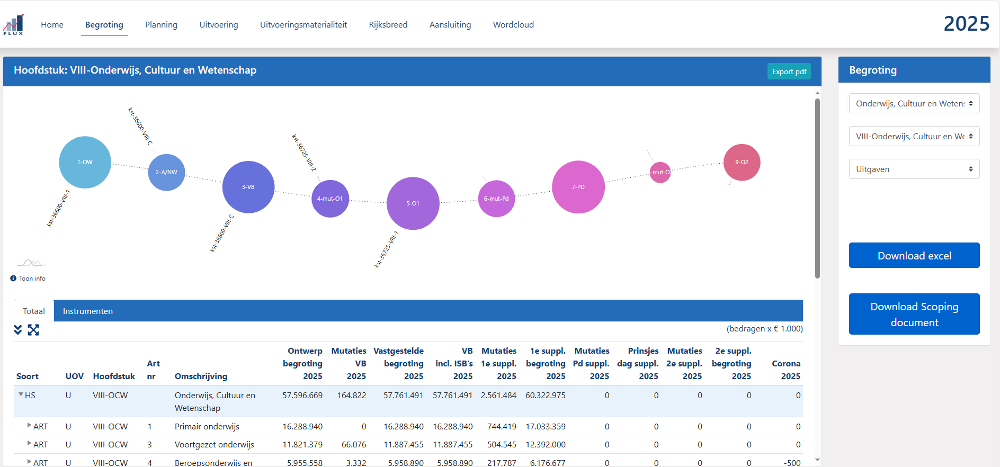 FLUX
Home Begroting Planning Uitvoering Uitvoeringsmaterialiteit Rijksbreed Aansluiting Wordcloud
2025
Hoofdstuk: VIII-Onderwijs, Cultuur en Wetenschap
Export pdf
kst-36600-VIII-C
kst-36725-VIII-2
1-OW
2-A/NW
3-VB
4-mut-O1
5-O1
6-mut-Pd
7-PD
-mut-O
9-O2
kst-36600-VIII-1
kst-36600-VIII-C
kst-36725-VIII-1
Toon info
Begroting
Onderwijs, Cultuur en Wetens
VIII-Onderwijs, Cultuur en We
Uitgaven
Download excel
Download Scoping
document
Totaal Instrumenten
(bedragen x € 1.000)
Ontwerp Mutaties Vastgestelde VB Mutaties 1e suppl. Mutaties Prinsjes Mutaties 2e suppl.
Art begroting VB begroting incl. ISB's 1e suppl. begroting Pd suppl. dag suppl. 2e suppl. begroting Corona
Soort UOV Hoofdstuk nr Omschrijving 2025 2025 2025 2025 2025 2025 2025 2025 2025 2025 2025
HS U VIII-OCW Onderwijs, Cultuur en 57.596.669 164.822 57.761.491 57.761.491 2.561.484 60.322.975 0 0 0 0 0
Wetenschap
ART U VIII-OCW 1 Primair onderwijs 16.288.940 0 16.288.940 16.288.940 744.419 17.033.359 0 0 0 0 0
ART U VIII-OCW 3 Voortgezet onderwijs 11.821.379 66.076 11.887.455 11.887.455 504.545 12.392.000 0 0 0 0 0
ART U VIII-OCW 4 Beroepsonderwijs en 5.955.558 3.332 5.958.890 5.958.890 217.787 6.176.677 0 0 0 0 -500